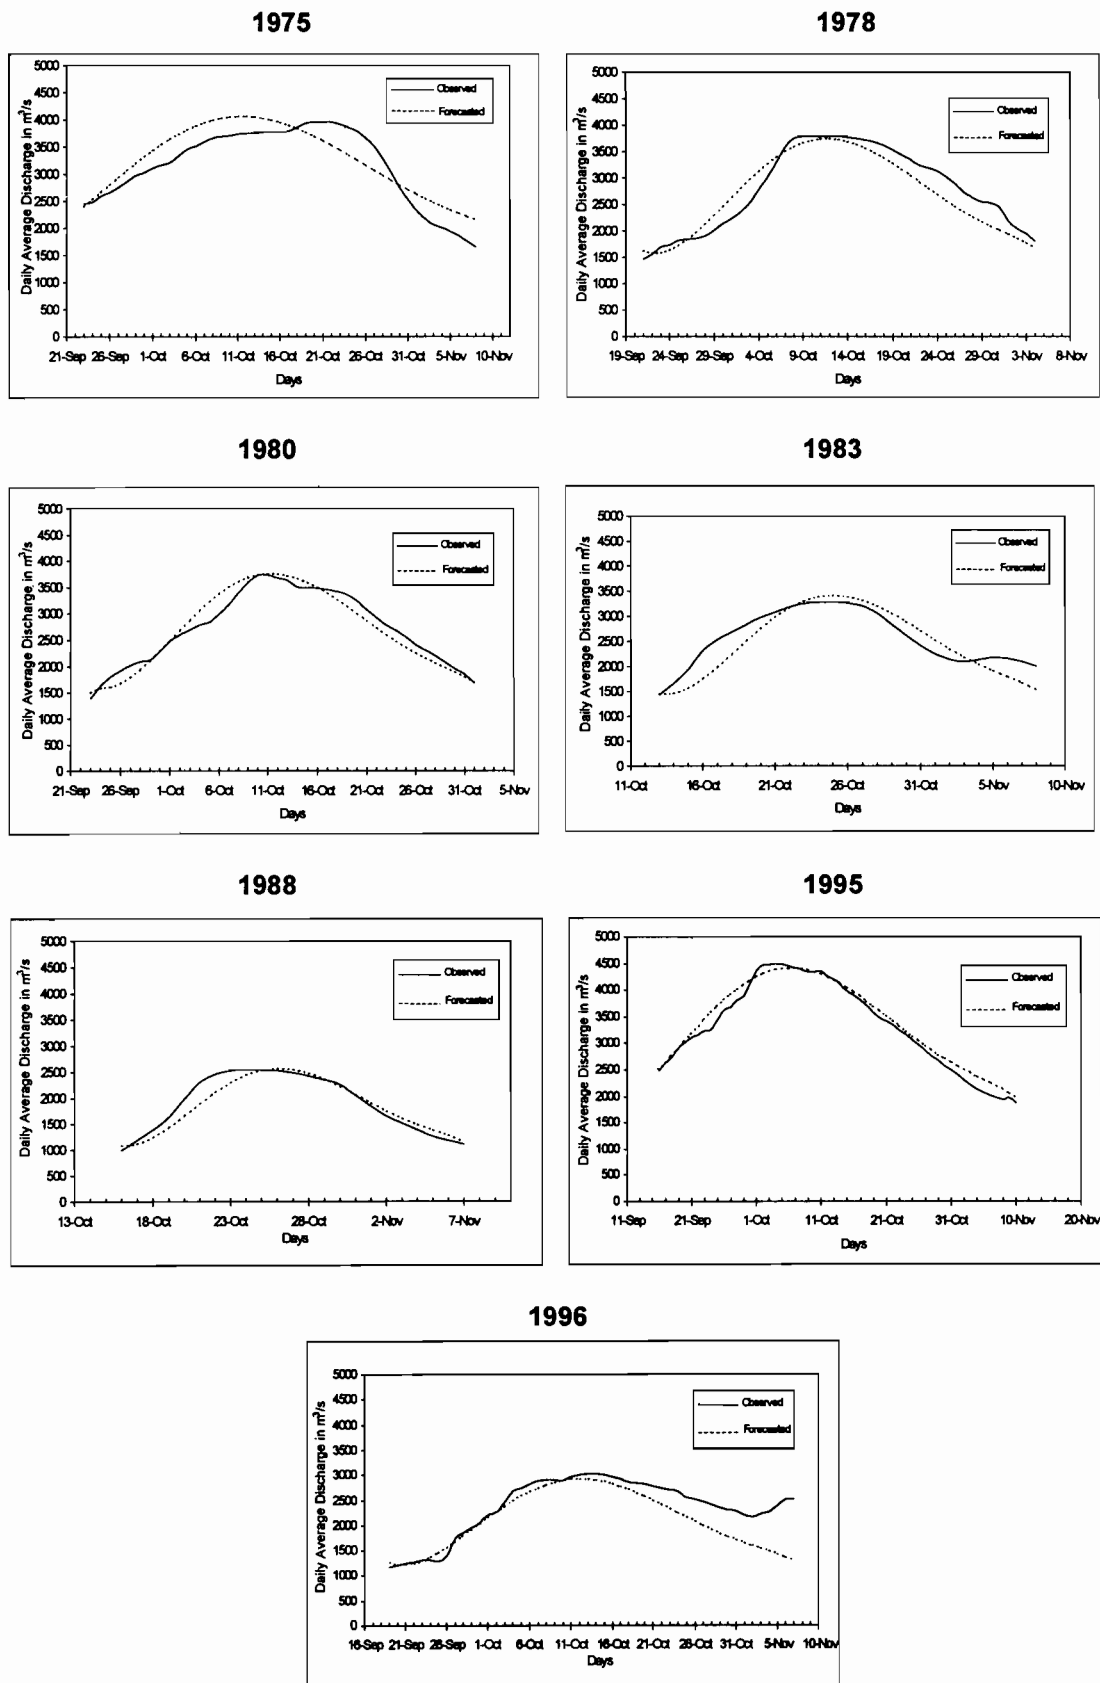 1975
5000
4500
4000
3500
3000
2500
2000
1500
1000
500
0
Daily Average Discharge in m³/s
Observed
Forecasted
21-Sep 26-Sep 1-Oct 6-Oct 11-Oct 16-Oct 21-Oct 26-Oct 31-Oct 5-Nov 10-Nov
Days
1978
5000
4500
4000
3500
3000
2500
2000
1500
1000
500
0
Daily Average Discharge in m³/s
Observed
Forecasted
19-Sep 24-Sep 29-Sep 4-Oct 9-Oct 14-Oct 19-Oct 24-Oct 29-Oct 3-Nov 8-Nov
Days
1980
5000
4500
4000
3500
3000
2500
2000
1500
1000
500
0
Daily Average Discharge in m³/s
Observed
Forecasted
21-Sep 26-Sep 1-Oct 6-Oct 11-Oct 16-Oct 21-Oct 26-Oct 31-Oct 5-Nov
Days
1983
5000
4500
4000
3500
3000
2500
2000
1500
1000
500
0
Daily Average Discharge in m³/s
Observed
Forecasted
11-Oct 16-Oct 21-Oct 26-Oct 31-Oct 5-Nov 10-Nov
Days
1988
5000
4500
4000
3500
3000
2500
2000
1500
1000
500
0
Daily Average Discharge in m³/s
Observed
Forecasted
13-Oct 18-Oct 23-Oct 28-Oct 2-Nov 7-Nov
Days
1995
5000
4500
4000
3500
3000
2500
2000
1500
1000
500
0
Daily Average Discharge in m³/s
Observed
Forecasted
11-Sep 21-Sep 1-Oct 11-Oct 21-Oct 31-Oct 10-Nov 20-Nov
Days
1996
5000
4500
4000
3500
3000
2500
2000
1500
1000
500
0
Daily Average Discharge in m³/s
Observed
Forecasted
16-Sep 21-Sep 26-Sep 1-Oct 6-Oct 11-Oct 16-Oct 21-Oct 26-Oct 31-Oct 5-Nov 10-Nov
Days